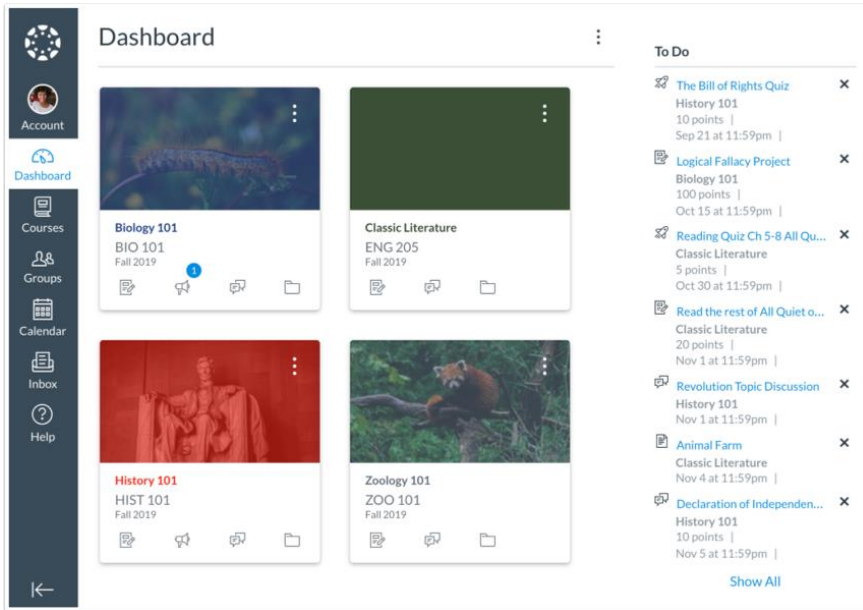 Dashboard
Account
Dashboard
Courses
Groups
Calendar
Inbox
Help
Biology 101
BIO 101
Fall 2019
1
Classic Literature
ENG 205
Fall 2019
History 101
HIST 101
Fall 2019
Zoology 101
ZOO 101
Fall 2019
To Do
The Bill of Rights Quiz
History 101
10 points |
Sep 21 at 11:59pm |
Logical Fallacy Project
Biology 101
100 points |
Oct 15 at 11:59pm |
Reading Quiz Ch 5-8 All Qu...
Classic Literature
5 points |
Oct 30 at 11:59pm |
Read the rest of All Quiet o...
Classic Literature
20 points |
Nov 1 at 11:59pm |
Revolution Topic Discussion
History 101
Nov 1 at 11:59pm |
Animal Farm
Classic Literature
Nov 4 at 11:59pm |
Declaration of Independen...
History 101
10 points |
Nov 5 at 11:59pm |
Show All